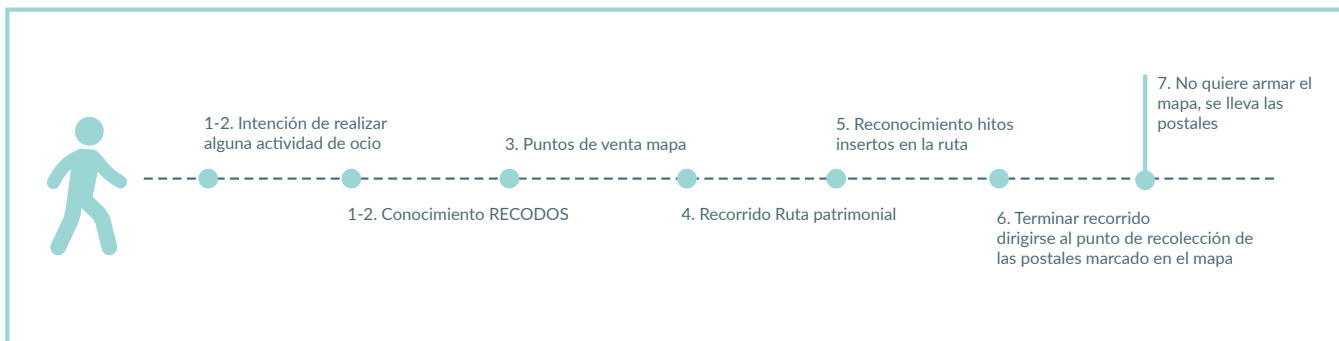 1-2. Intención de realizar
alguna actividad de ocio
1-2. Conocimiento RECODOS
3. Puntos de venta mapa
4. Recorrido Ruta patrimonial
5. Reconocimiento hitos
insertos en la ruta
6. Terminar recorrido
dirigirse al punto de recolección de
las postales marcado en el mapa
7. No quiere armar el
mapa, se lleva las
postales